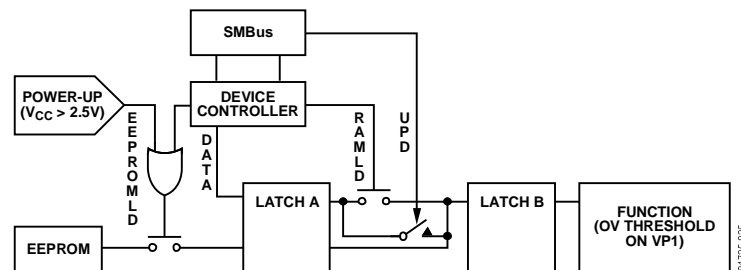 SMBus
POWER-UP
(VCC > 2.5V)
DEVICE
CONTROLLER
EEPROMLD
DATA
RAMLD
UPD
LATCH A
LATCH B
FUNCTION
(OV THRESHOLD
ON VP1)
EEPROM